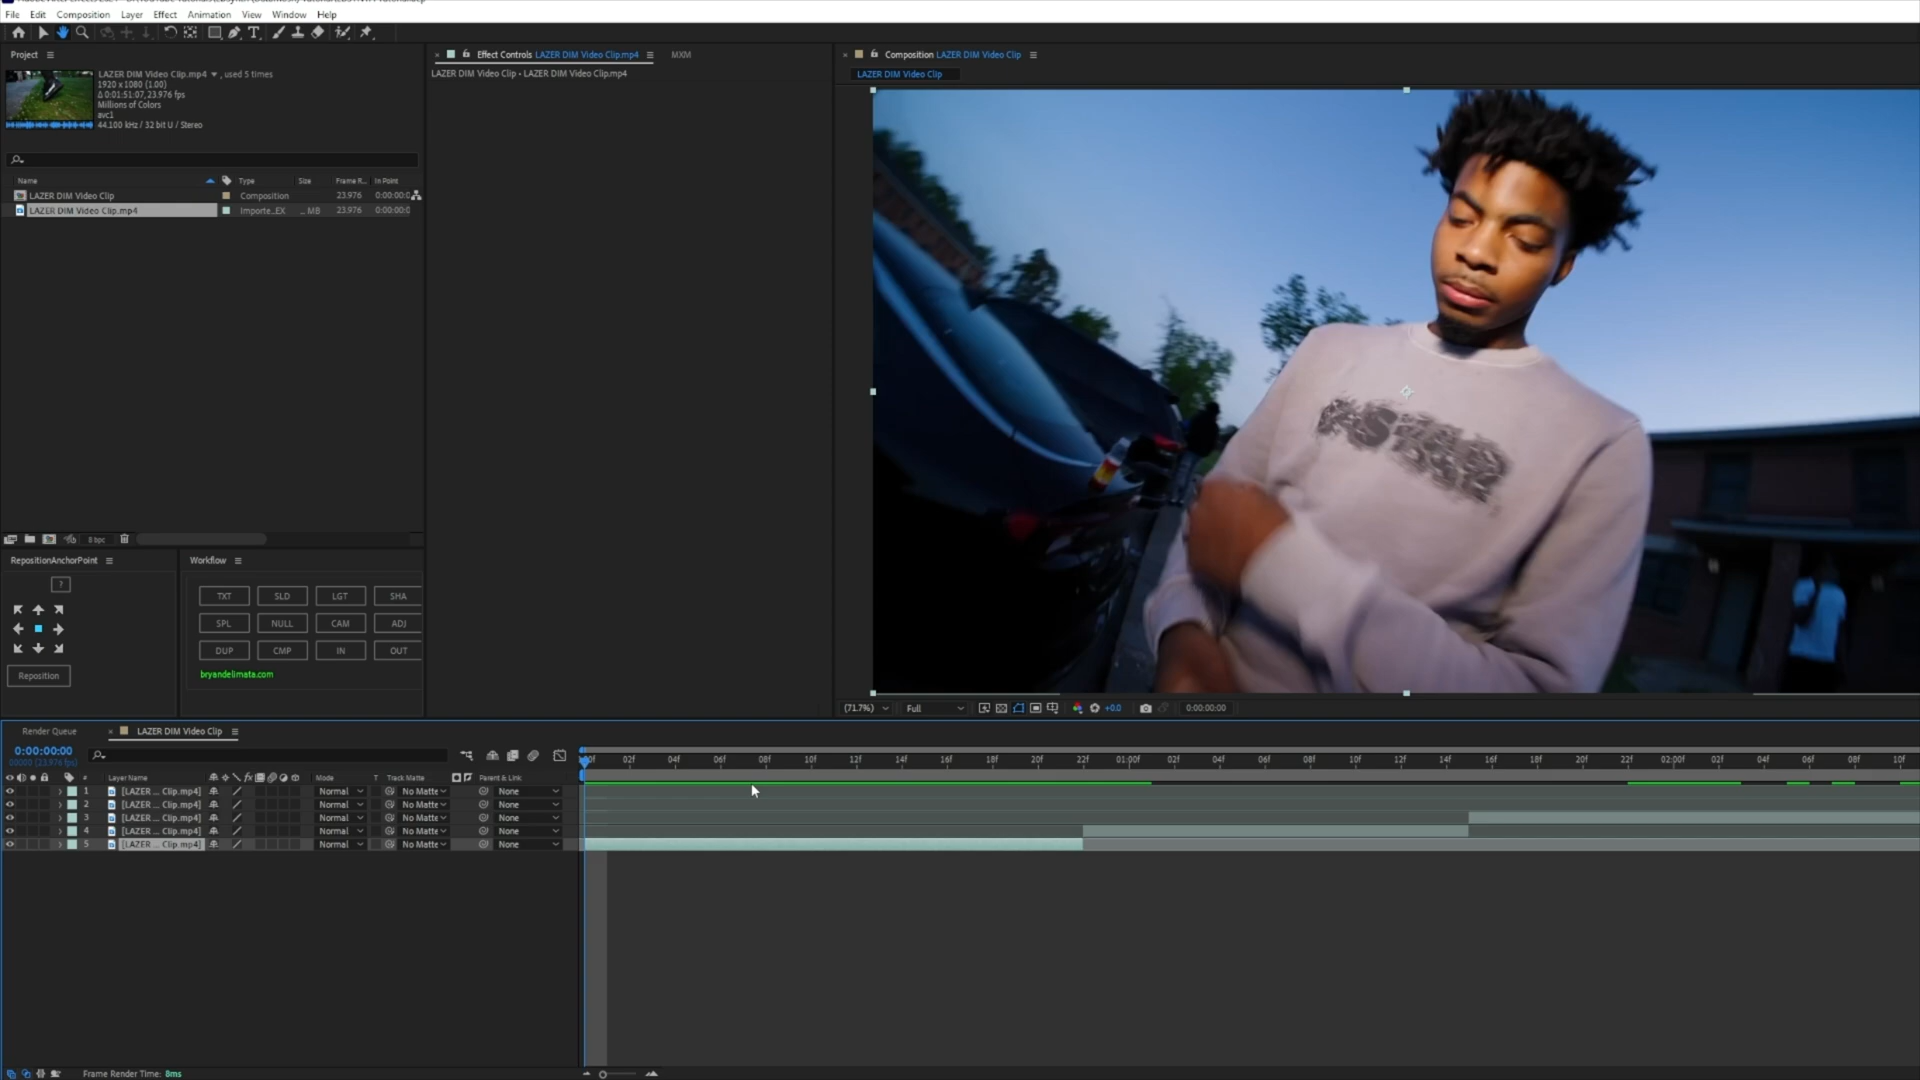 File Edit Composition Layer Effect Animation View Window Help
Project
LAZER DIM Video Clip.mp4 , used 5 times
1920 x 1080 (1.00)
Δ 0:01:51:07, 23.976 fps
Millions of Colors
avc1
44.100 kHz / 32 bit U / Stereo
Name Type Size Frame R... In Point
LAZER DIM Video Clip Composition 23.976 0:00:00:0
LAZER DIM Video Clip.mp4 Importe...EX ... MB 23.976 0:00:00:0
8 bpc
Effect Controls LAZER DIM Video Clip.mp4 MXM
LAZER DIM Video Clip • LAZER DIM Video Clip.mp4
Composition LAZER DIM Video Clip
LAZER DIM Video Clip
(71.7%) Full +0.0 0:00:00:00
RepositionAnchorPoint
?
Reposition
Workflow
TXT SLD LGT SHA
SPL NULL CAM ADJ
DUP CMP IN OUT
bryandelimata.com
Render Queue LAZER DIM Video Clip
0:00:00:00
00000 (23.976 fps)
02f 04f 06f 08f 10f 12f 14f 16f 18f 20f 22f 01:00f 02f 04f 06f 08f 10f 12f 14f 16f 18f 20f 22f 02:00f 02f 04f 06f 08f 10f
# Layer Name Mode T Track Matte Parent & Link
1 [LAZER ... Clip.mp4] Normal No Matte None
2 [LAZER ... Clip.mp4] Normal No Matte None
3 [LAZER ... Clip.mp4] Normal No Matte None
4 [LAZER ... Clip.mp4] Normal No Matte None
5 [LAZER ... Clip.mp4] Normal No Matte None
Frame Render Time: 8ms